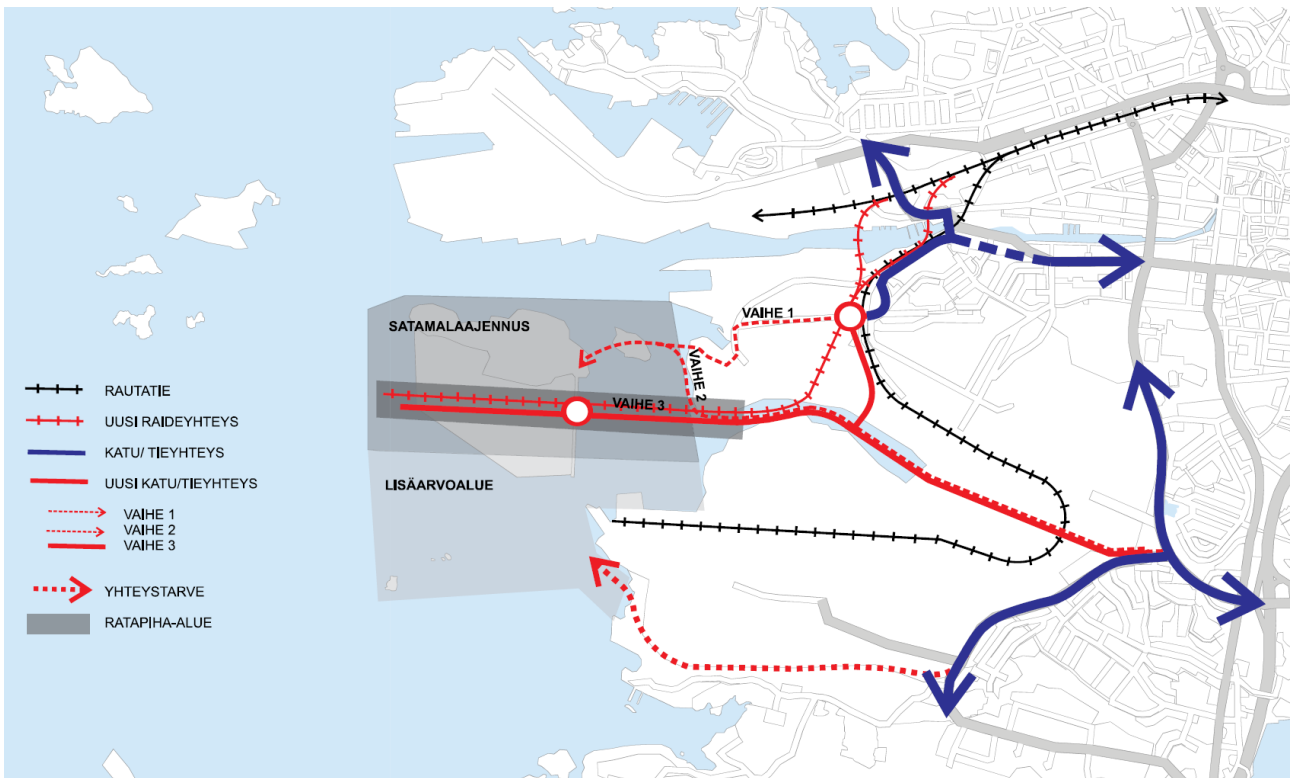 SATAMALAAJENNUS
VAIHE 1
VAIHE 2
VAIHE 3
LISÄARVOALUE
RAUTATIE
UUSI RAIDEYHTEYS
KATU/ TIEYHTEYS
UUSI KATU/TIEYHTEYS
VAIHE 1
VAIHE 2
VAIHE 3
YHTEYSTARVE
RATAPIHA-ALUE